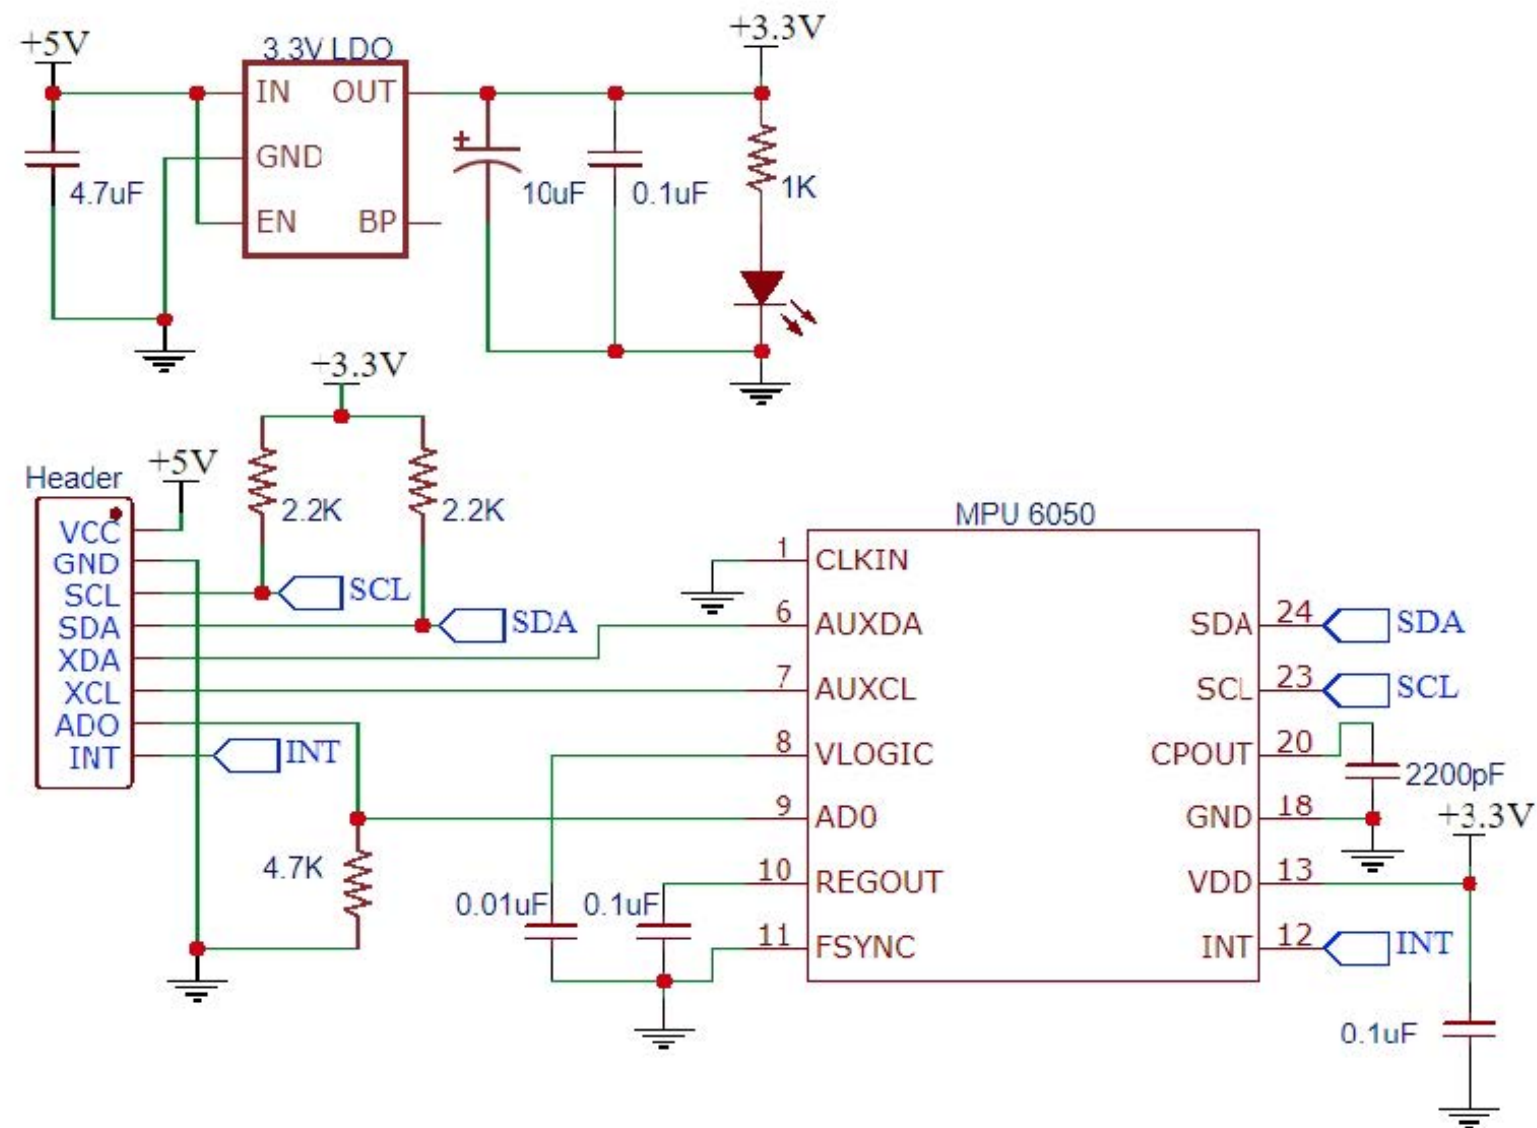 +5V
3.3V LDO
+3.3V
IN
OUT
GND
EN
BP
4.7uF
10uF
0.1uF
1K
+3.3V
Header
+5V
2.2K
2.2K
VCC
GND
SCL
SCL
SDA
SDA
XDA
XCL
ADO
INT
INT
4.7K
0.01uF
0.1uF
MPU 6050
1
CLKIN
6
AUXDA
7
AUXCL
8
VLOGIC
9
AD0
10
REGOUT
11
FSYNC
SDA
24
SDA
SCL
23
SCL
CPOUT
20
2200pF
GND
18
+3.3V
VDD
13
INT
12
INT
0.1uF